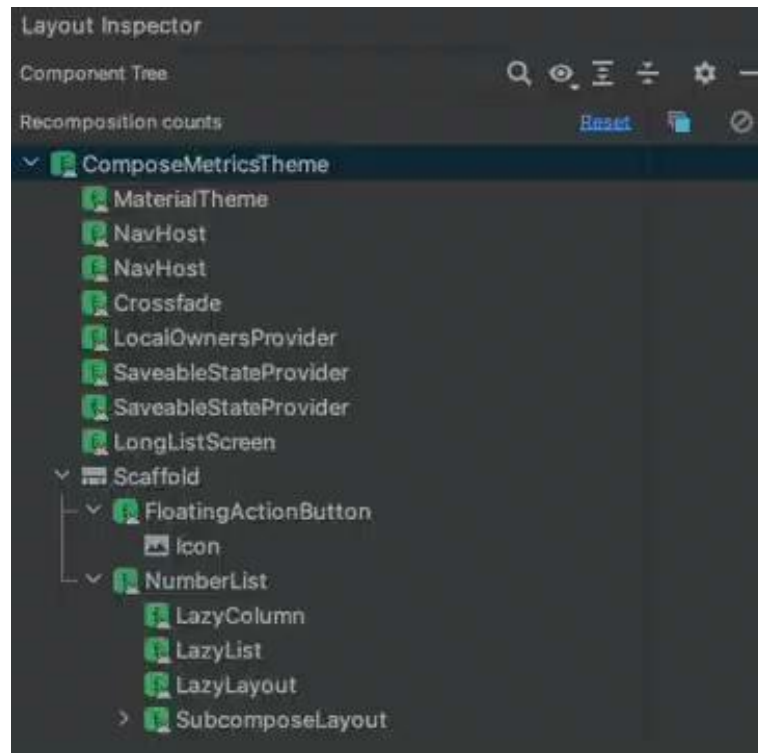 Layout Inspector
Component Tree
Recomposition counts Reset
ComposeMetricsTheme
MaterialTheme
NavHost
NavHost
Crossfade
LocalOwnersProvider
SaveableStateProvider
SaveableStateProvider
LongListScreen
Scaffold
FloatingActionButton
Icon
NumberList
LazyColumn
LazyList
LazyLayout
SubcomposeLayout